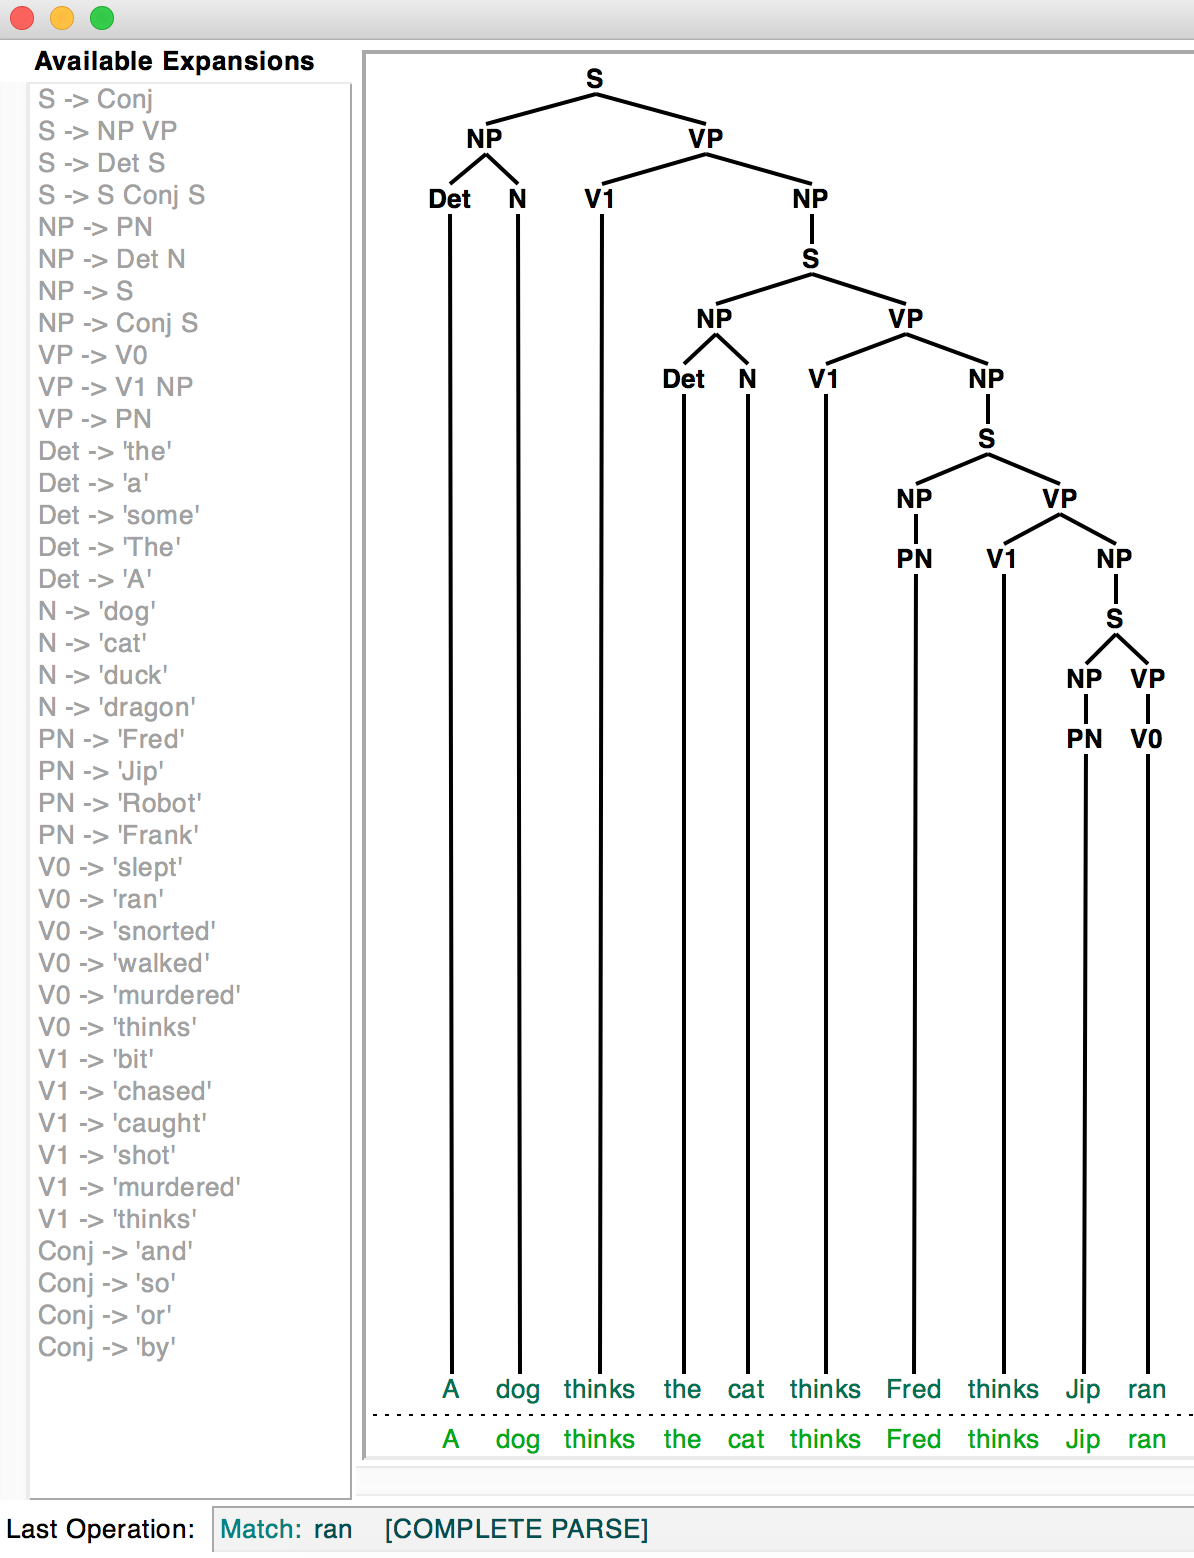 Available Expansions
S -> Conj
S -> NP VP
S -> Det S
S -> S Conj S
NP -> PN
NP -> Det N
NP -> S
NP -> Conj S
VP -> V0
VP -> V1 NP
VP -> PN
Det -> 'the'
Det -> 'a'
Det -> 'some'
Det -> 'The'
Det -> 'A'
N -> 'dog'
N -> 'cat'
N -> 'duck'
N -> 'dragon'
PN -> 'Fred'
PN -> 'Jip'
PN -> 'Robot'
PN -> 'Frank'
V0 -> 'slept'
V0 -> 'ran'
V0 -> 'snorted'
V0 -> 'walked'
V0 -> 'murdered'
V0 -> 'thinks'
V1 -> 'bit'
V1 -> 'chased'
V1 -> 'caught'
V1 -> 'shot'
V1 -> 'murdered'
V1 -> 'thinks'
Conj -> 'and'
Conj -> 'so'
Conj -> 'or'
Conj -> 'by'
S
NP VP
Det N V1 NP
S
NP VP
Det N V1 NP
S
NP VP
PN V1 NP
S
NP VP
PN V0
A dog thinks the cat thinks Fred thinks Jip ran
A dog thinks the cat thinks Fred thinks Jip ran
Last Operation: Match: ran [COMPLETE PARSE]